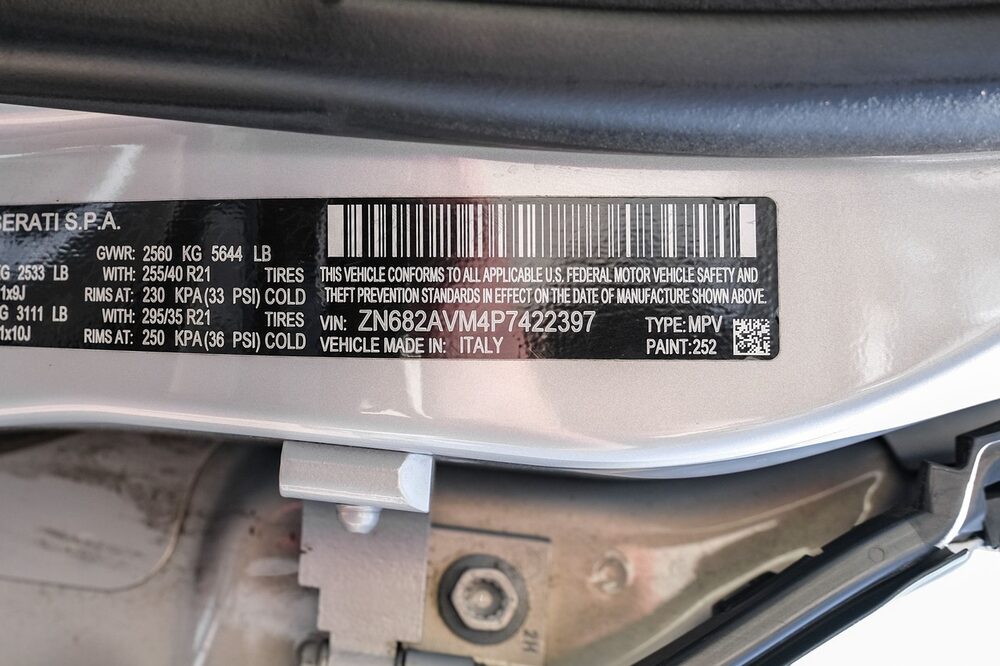 SERATI S.P.A.
GVWR: 2560 KG 5644 LB
G 2533 LB WITH: 255/40 R21 TIRES
1x9J RIMS AT: 230 KPA (33 PSI) COLD
G 3111 LB WITH: 295/35 R21 TIRES
1x10J RIMS AT: 250 KPA (36 PSI) COLD
THIS VEHICLE CONFORMS TO ALL APPLICABLE U.S. FEDERAL MOTOR VEHICLE SAFETY AND
THEFT PREVENTION STANDARDS IN EFFECT ON THE DATE OF MANUFACTURE SHOWN ABOVE.
VIN: ZN682AVM4P7422397 TYPE: MPV
VEHICLE MADE IN: ITALY PAINT: 252
2H